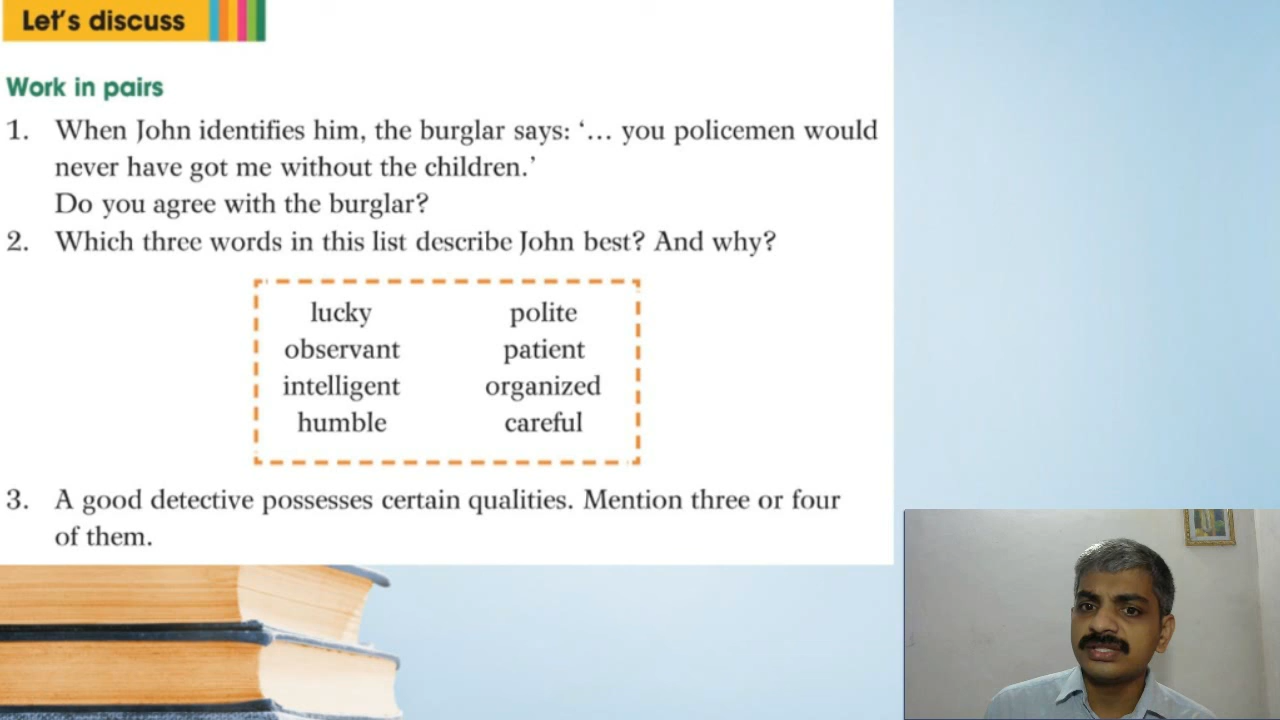 Let's discuss
Work in pairs
1. When John identifies him, the burglar says: ‘… you policemen would
never have got me without the children.’
Do you agree with the burglar?
2. Which three words in this list describe John best? And why?
lucky polite
observant patient
intelligent organized
humble careful
3. A good detective possesses certain qualities. Mention three or four
of them.